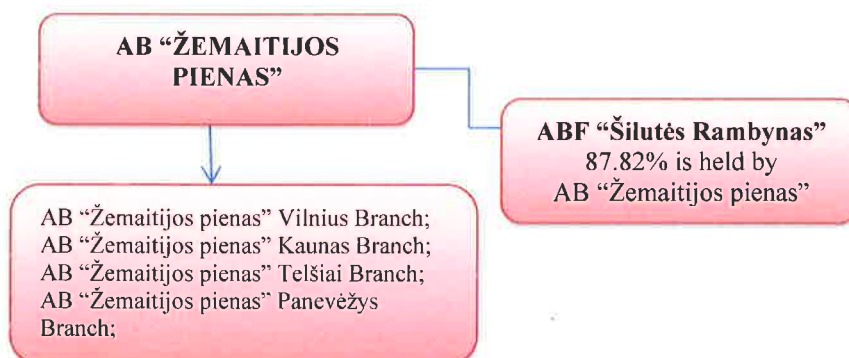 AB “ŽEMAITIJOS
PIENAS”
ABF “Šilutės Rambynas”
87.82% is held by
AB “Žemaitijos pienas”
AB “Žemaitijos pienas” Vilnius Branch;
AB “Žemaitijos pienas” Kaunas Branch;
AB “Žemaitijos pienas” Telšiai Branch;
AB “Žemaitijos pienas” Panevėžys
Branch;